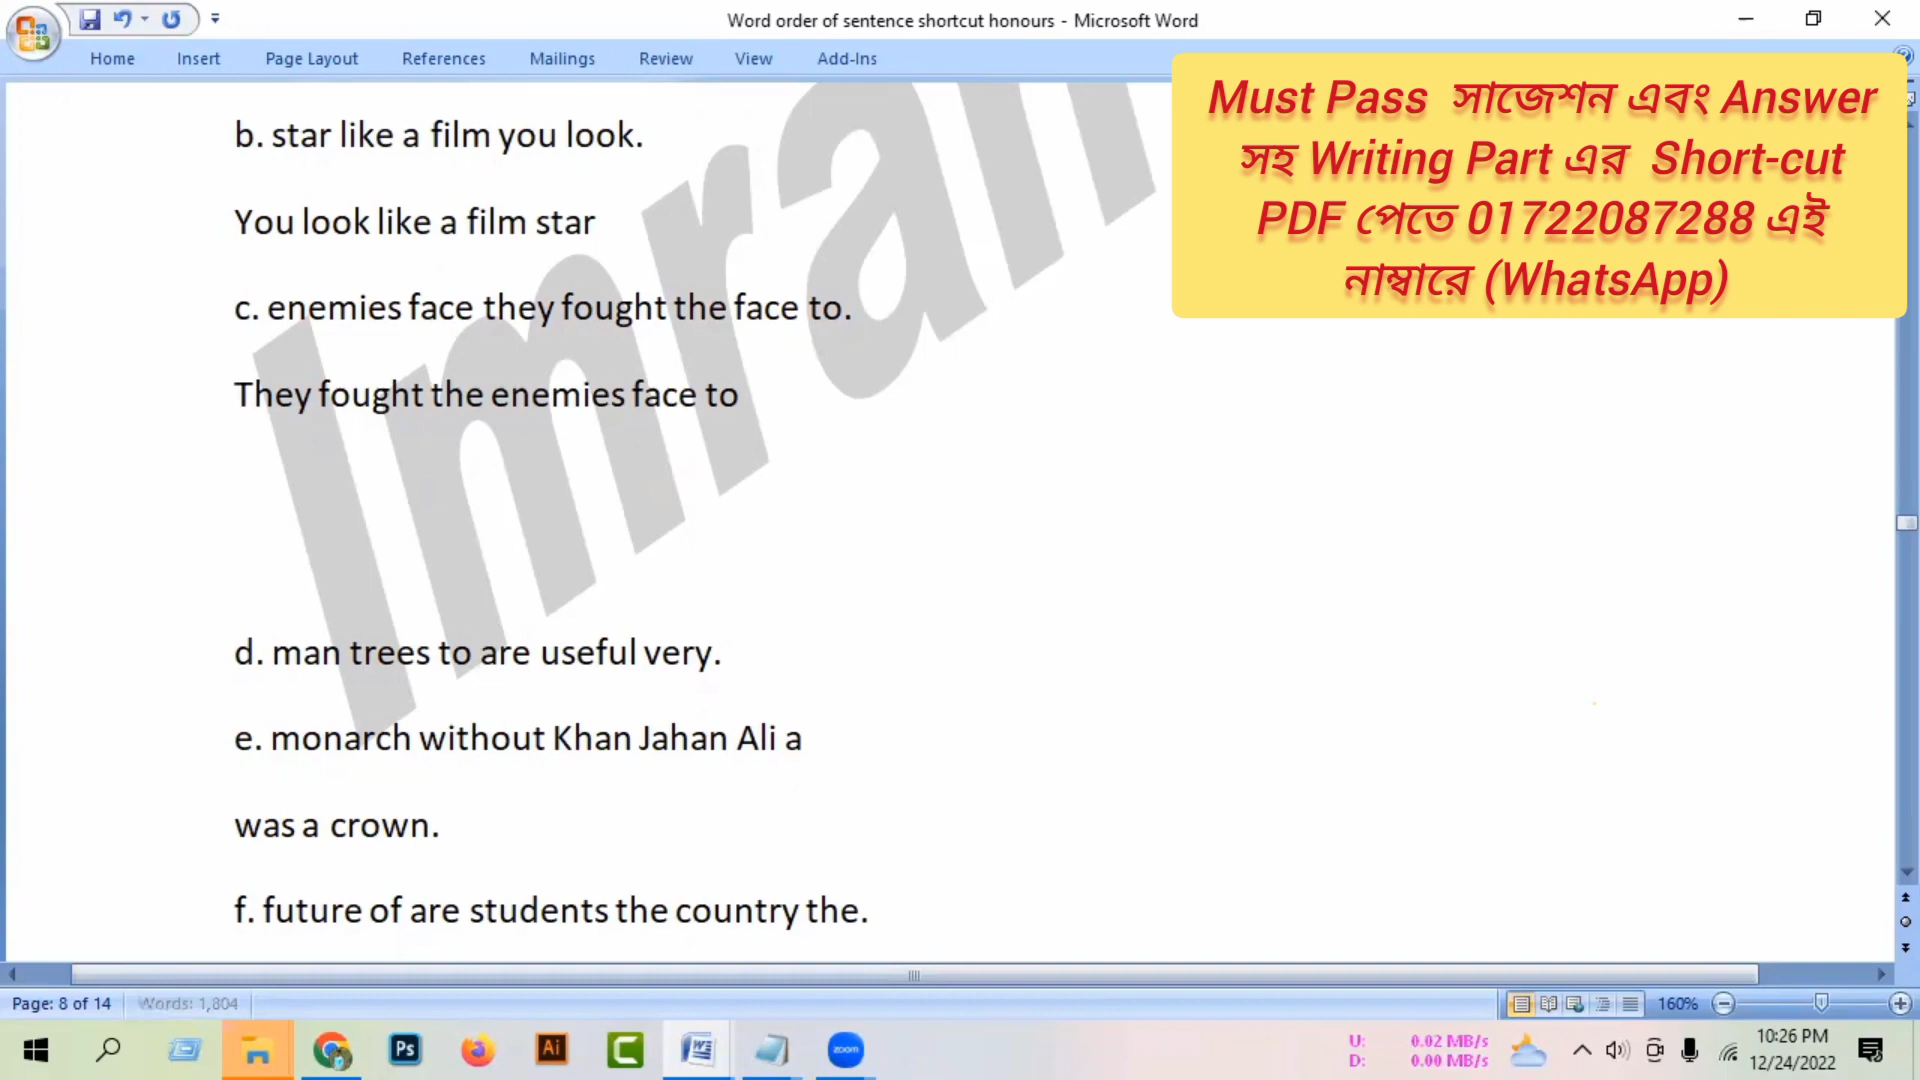 Word order of sentence shortcut honours - Microsoft Word
Home Insert Page Layout References Mailings Review View Add-Ins
Must Pass সাজেশন এবং Answer
সহ Writing Part এর Short-cut
PDF পেতে 01722087288 এই
নাম্বারে (WhatsApp)
b. star like a film you look.
You look like a film star
c. enemies face they fought the face to.
They fought the enemies face to
d. man trees to are useful very.
e. monarch without Khan Jahan Ali a
was a crown.
f. future of are students the country the.
Imran
Page: 8 of 14 Words: 1,804 160%
Ps Ai zoom
U: 0.02 MB/s
D: 0.00 MB/s
10:26 PM
12/24/2022